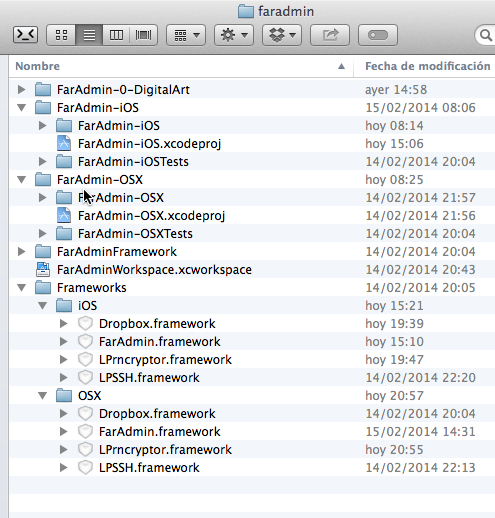 faradmin
Nombre Fecha de modificación
FarAdmin-0-DigitalArt ayer 14:58
FarAdmin-iOS 15/02/2014 08:06
FarAdmin-iOS hoy 08:14
FarAdmin-iOS.xcodeproj hoy 15:06
FarAdmin-iOSTests 14/02/2014 20:04
FarAdmin-OSX hoy 08:25
FarAdmin-OSX 14/02/2014 21:57
FarAdmin-OSX.xcodeproj 14/02/2014 21:56
FarAdmin-OSXTests 14/02/2014 20:04
FarAdminFramework 14/02/2014 20:04
FarAdminWorkspace.xcworkspace 14/02/2014 20:43
Frameworks 14/02/2014 20:05
iOS hoy 15:21
Dropbox.framework hoy 19:39
FarAdmin.framework hoy 15:10
LPrncryptor.framework hoy 19:47
LPSSH.framework 14/02/2014 22:20
OSX hoy 20:57
Dropbox.framework 14/02/2014 20:04
FarAdmin.framework 15/02/2014 14:31
LPrncryptor.framework hoy 20:55
LPSSH.framework 14/02/2014 22:13